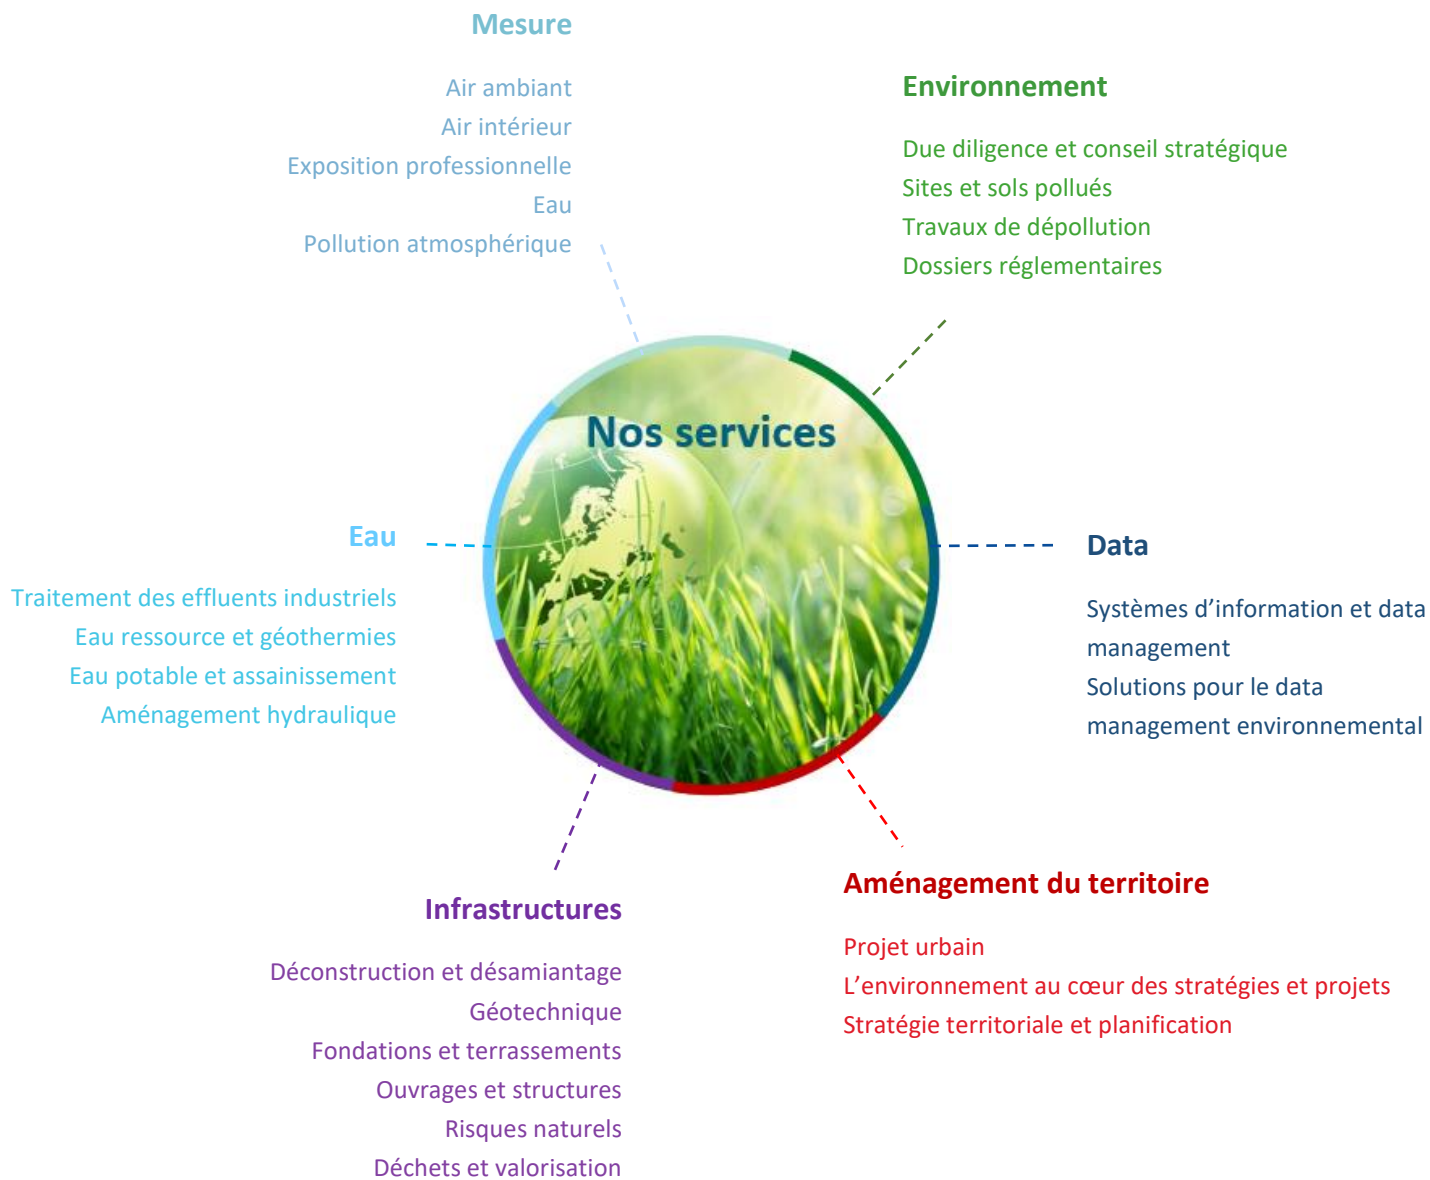 Mesure
Air ambiant
Air intérieur
Exposition professionnelle
Eau
Pollution atmosphérique
Environnement
Due diligence et conseil stratégique
Sites et sols pollués
Travaux de dépollution
Dossiers réglementaires
Nos services
Eau
Traitement des effluents industriels
Eau ressource et géothermies
Eau potable et assainissement
Aménagement hydraulique
Data
Systèmes d’information et data
management
Solutions pour le data
management environnemental
Infrastructures
Déconstruction et désamiantage
Géotechnique
Fondations et terrassements
Ouvrages et structures
Risques naturels
Déchets et valorisation
Aménagement du territoire
Projet urbain
L’environnement au cœur des stratégies et projets
Stratégie territoriale et planification